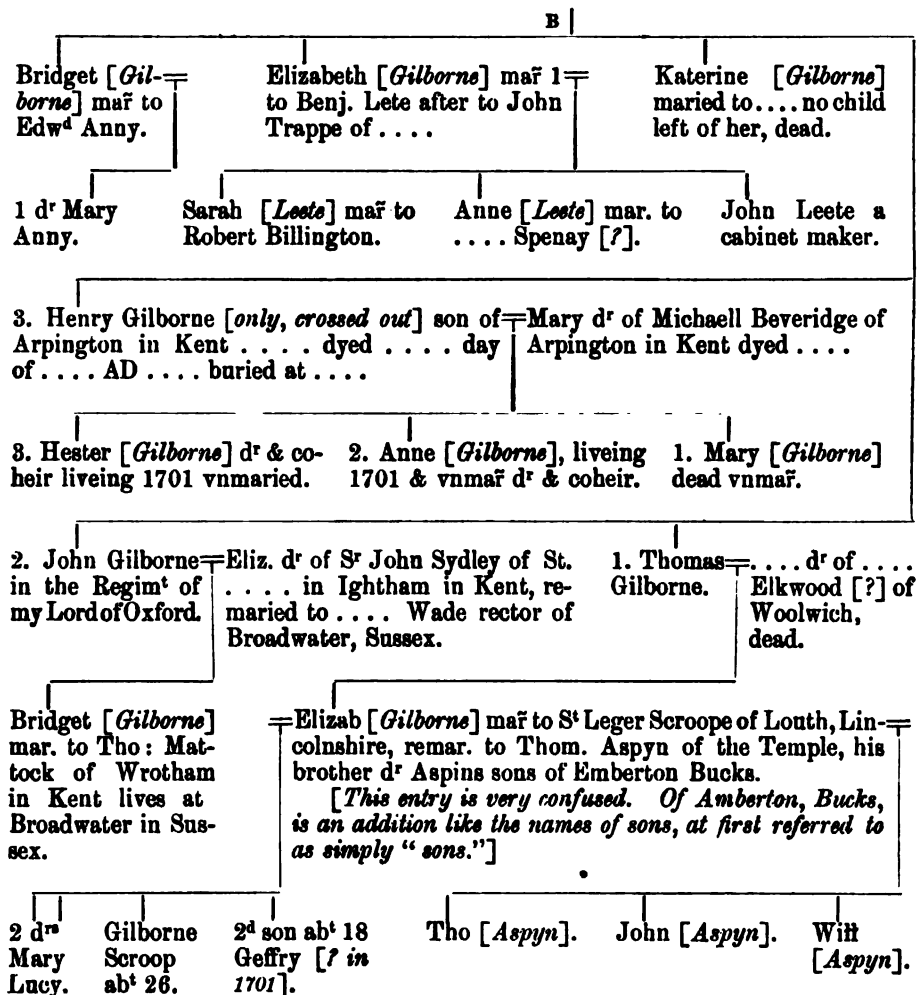 B
Bridget [Gil-
borne] mar̃ to
Edwᵈ Anny.
Elizabeth [Gilborne] mar̃ 1
to Benj. Lete after to John
Trappe of . . . .
Katerine [Gilborne]
maried to . . . . no child
left of her, dead.
1 dʳ Mary
Anny.
Sarah [Leete] mar̃ to
Robert Billington.
Anne [Leete] mar. to
. . . . Spenay [?].
John Leete a
cabinet maker.
3. Henry Gilborne [only, crossed out] son of
Arpington in Kent . . . . dyed . . . . day
of . . . . AD . . . . buried at . . . .
Mary dʳ of Michaell Beveridge of
Arpington in Kent dyed . . . .
3. Hester [Gilborne] dʳ & co-
heir liveing 1701 vnmaried.
2. Anne [Gilborne], liveing
1701 & vnmar̃ dʳ & coheir.
1. Mary [Gilborne]
dead vnmar̃.
2. John Gilborne
in the Regimᵗ of
my Lord of Oxford.
Eliz. dʳ of Sʳ John Sydley of St.
. . . . in Ightham in Kent, re-
maried to . . . . Wade rector of
Broadwater, Sussex.
1. Thomas
Gilborne.
. . . . dʳ of . . . .
Elkwood [?] of
Woolwich,
dead.
Bridget [Gilborne]
mar. to Tho: Mat-
tock of Wrotham
in Kent lives at
Broadwater in Sus-
sex.
Elizab [Gilborne] mar̃ to Sᵗ Leger Scroope of Louth, Lin-
colnshire, remar. to Thom. Aspyn of the Temple, his
brother dʳ Aspins sons of Emberton Bucks.
[This entry is very confused. Of Amberton, Bucks,
is an addition like the names of sons, at first referred to
as simply "sons."]
2 dʳˢ
Mary
Lucy.
Gilborne
Scroop
abᵗ 26.
2ᵈ son abᵗ 18
Geffry [? in
1701].
Tho [Aspyn].
John [Aspyn].
Witt
[Aspyn].